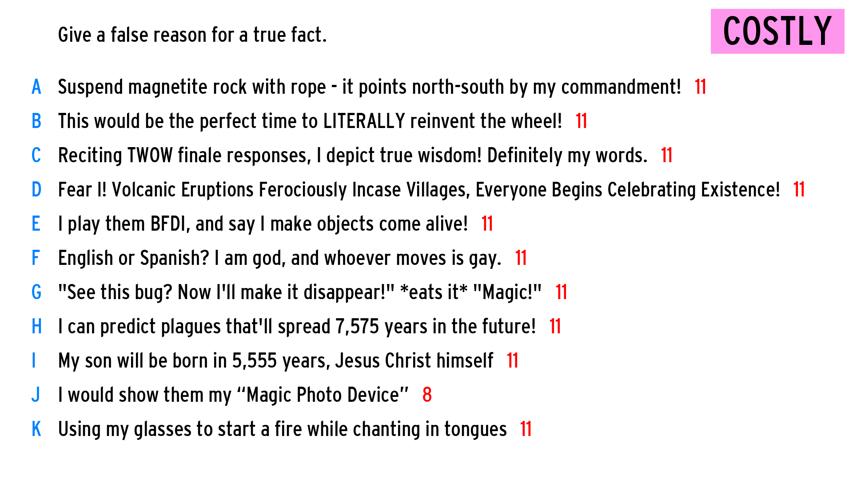 Give a false reason for a true fact.
COSTLY
A Suspend magnetite rock with rope - it points north-south by my commandment! 11
B This would be the perfect time to LITERALLY reinvent the wheel! 11
C Reciting TWOW finale responses, I depict true wisdom! Definitely my words. 11
D Fear I! Volcanic Eruptions Ferociously Incase Villages, Everyone Begins Celebrating Existence! 11
E I play them BFDI, and say I make objects come alive! 11
F English or Spanish? I am god, and whoever moves is gay. 11
G "See this bug? Now I'll make it disappear!" *eats it* "Magic!" 11
H I can predict plagues that'll spread 7,575 years in the future! 11
I My son will be born in 5,555 years, Jesus Christ himself 11
J I would show them my “Magic Photo Device” 8
K Using my glasses to start a fire while chanting in tongues 11